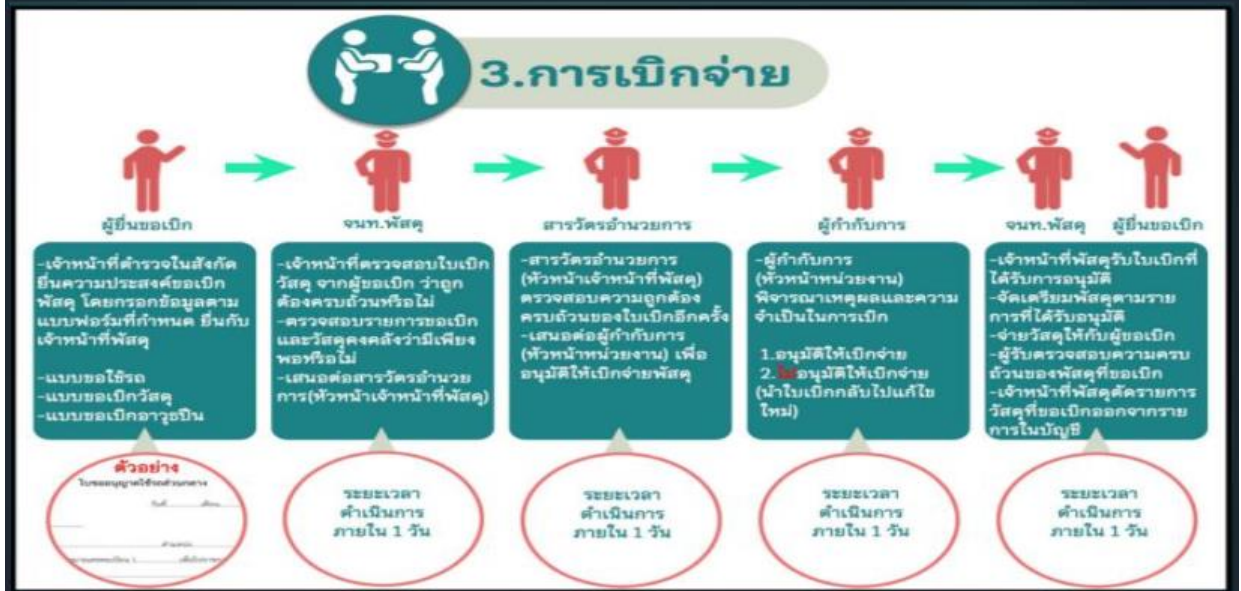 3.การเบิกจ่าย
ผู้ยื่นขอเบิก
จนท.พัสดุ
สารวัตรอำนวยการ
ผู้กำกับการ
จนท.พัสดุ
ผู้ยื่นขอเบิก
-เจ้าหน้าที่ตำรวจในสังกัด
ยื่นความประสงค์ขอเบิก
พัสดุ โดยกรอกข้อมูลตาม
แบบฟอร์มที่กำหนด ยื่นกับ
เจ้าหน้าที่พัสดุ
-แบบขอใช้รถ
-แบบขอเบิกวัสดุ
-แบบขอเบิกอาวุธปืน
-เจ้าหน้าที่ตรวจสอบใบเบิก
วัสดุ จากผู้ขอเบิก ว่าถูก
ต้องครบถ้วนหรือไม่
-ตรวจสอบรายการขอเบิก
และวัสดุคงคลังว่ามีเพียง
พอหรือไม่
-เสนอต่อสารวัตรอำนวย
การ(หัวหน้าเจ้าหน้าที่พัสดุ)
-สารวัตรอำนวยการ
(หัวหน้าเจ้าหน้าที่พัสดุ)
ตรวจสอบความถูกต้อง
ครบถ้วนของใบเบิกอีกครั้ง
-เสนอต่อผู้กำกับการ
(หัวหน้าหน่วยงาน) เพื่อ
อนุมัติให้เบิกจ่ายพัสดุ
-ผู้กำกับการ
(หัวหน้าหน่วยงาน)
พิจารณาเหตุผลและความ
จำเป็นในการเบิก
1.อนุมัติให้เบิกจ่าย
2.ไม่อนุมัติให้เบิกจ่าย
(นำใบเบิกกลับไปแก้ไข
ใหม่)
-เจ้าหน้าที่พัสดุรับใบเบิกที่
ได้รับการอนุมัติ
-จัดเตรียมพัสดุตามราย
การที่ได้รับอนุมัติ
-จ่ายวัสดุให้กับผู้ขอเบิก
-ผู้รับตรวจสอบความครบ
ถ้วนของพัสดุที่ขอเบิก
-เจ้าหน้าที่พัสดุตัดรายการ
วัสดุที่ขอเบิกออกจากราย
การในบัญชี
ตัวอย่าง
ใบขออนุญาตใช้รถส่วนกลาง
ระยะเวลา
ดำเนินการ
ภายใน 1 วัน
ระยะเวลา
ดำเนินการ
ภายใน 1 วัน
ระยะเวลา
ดำเนินการ
ภายใน 1 วัน
ระยะเวลา
ดำเนินการ
ภายใน 1 วัน